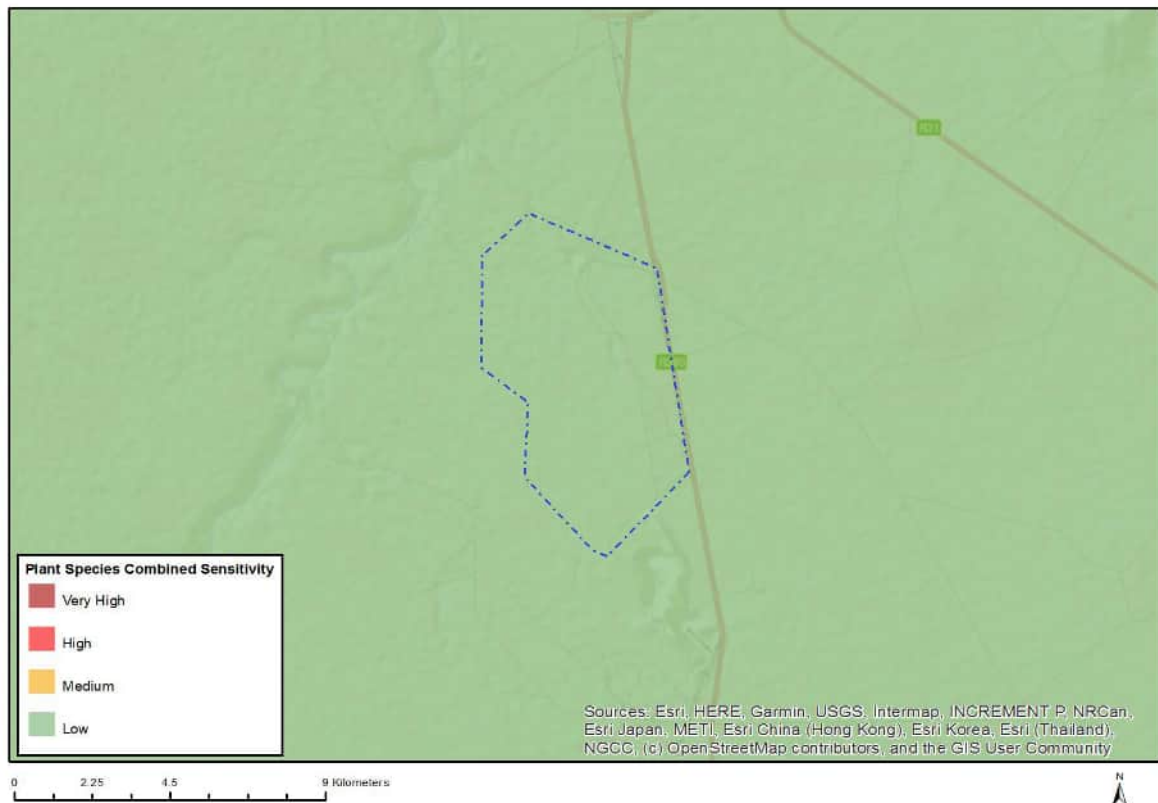 R31
Plant Species Combined Sensitivity
Very High
High
Medium
Low
Sources: Esri, HERE, Garmin, USGS, Intermap, INCREMENT P, NRCan,
Esri Japan, METI, Esri China (Hong Kong), Esri Korea, Esri (Thailand),
NGCC, (c) OpenStreetMap contributors, and the GIS User Community
0 2.25 4.5 9 Kilometers
N